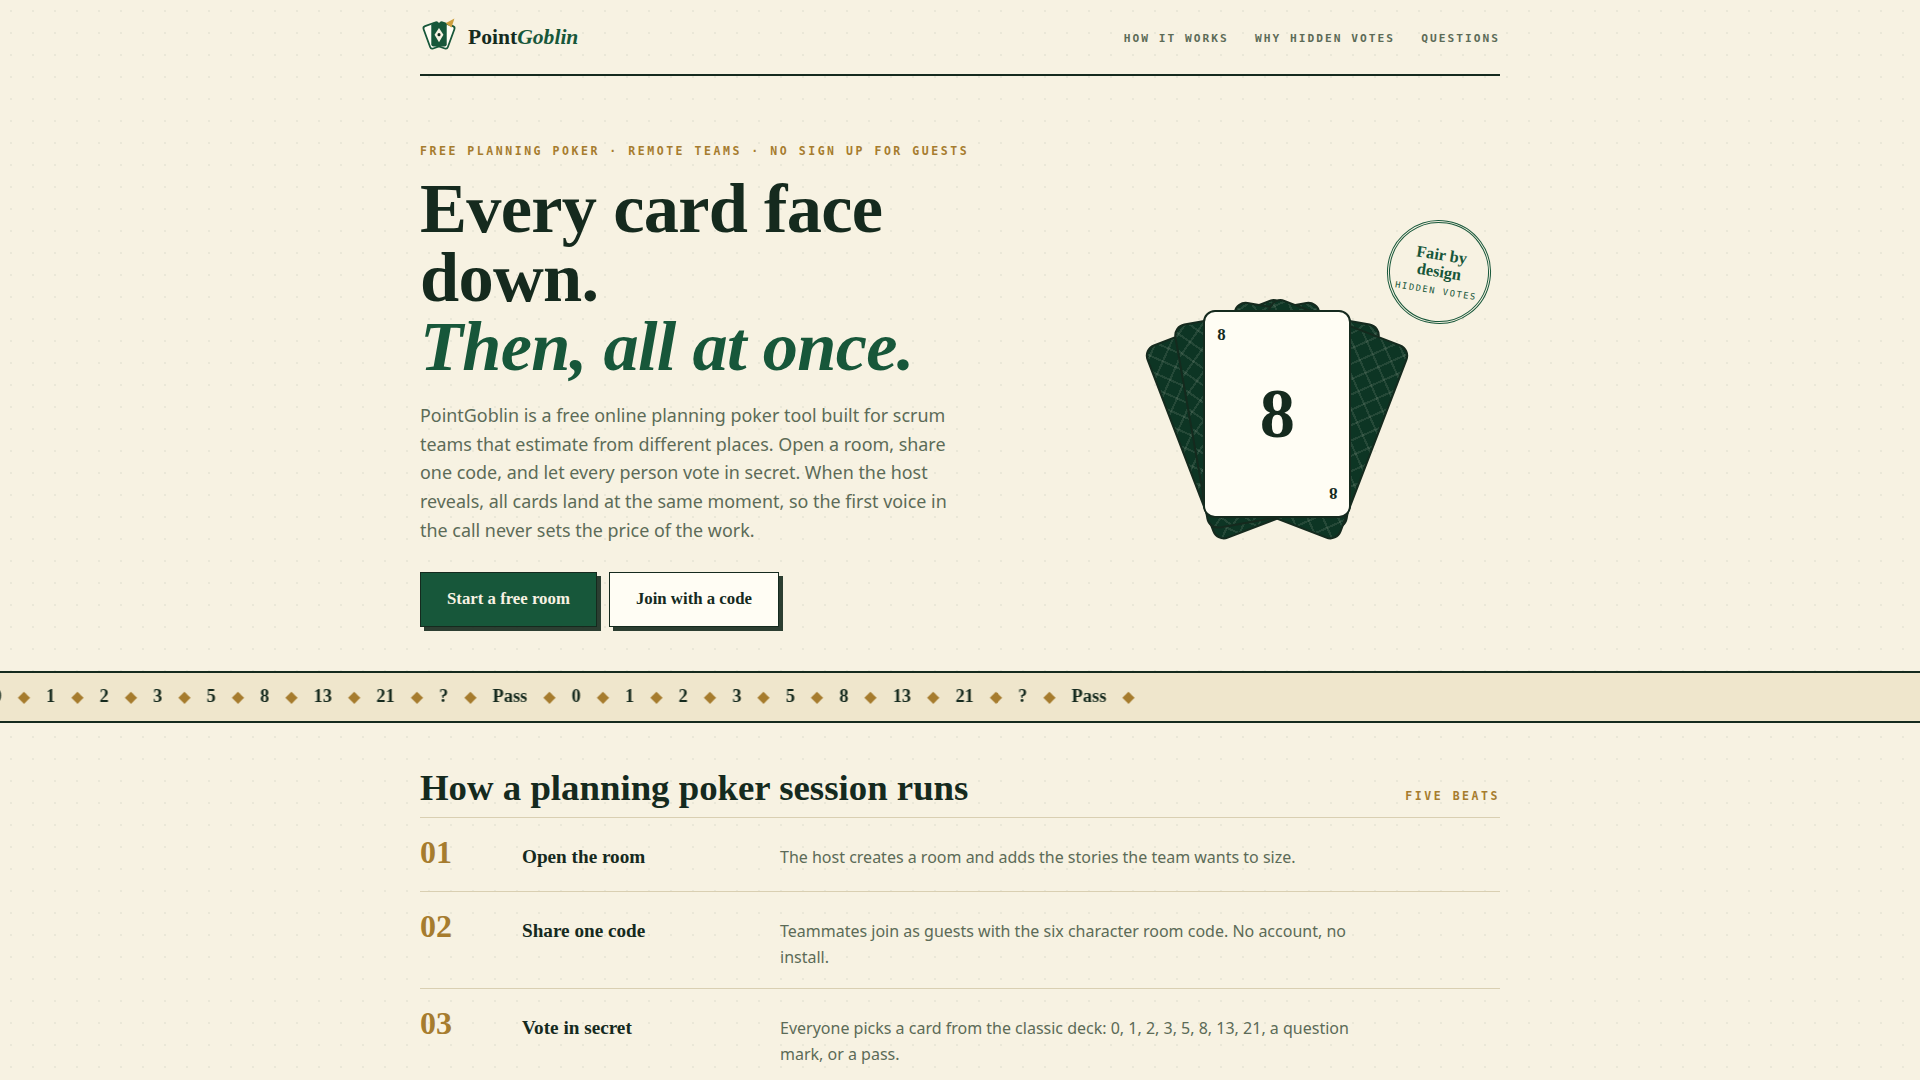 PointGoblin
HOW IT WORKS
WHY HIDDEN VOTES
QUESTIONS
FREE PLANNING POKER · REMOTE TEAMS · NO SIGN UP FOR GUESTS
Every card face
down.
Then, all at once.
PointGoblin is a free online planning poker tool built for scrum
teams that estimate from different places. Open a room, share
one code, and let every person vote in secret. When the host
reveals, all cards land at the same moment, so the first voice in
the call never sets the price of the work.
Start a free room
Join with a code
Fair by
design
HIDDEN VOTES
8
8
8
◆ 1 ◆ 2 ◆ 3 ◆ 5 ◆ 8 ◆ 13 ◆ 21 ◆ ? ◆ Pass ◆ 0 ◆ 1 ◆ 2 ◆ 3 ◆ 5 ◆ 8 ◆ 13 ◆ 21 ◆ ? ◆ Pass ◆
How a planning poker session runs
FIVE BEATS
01
Open the room
The host creates a room and adds the stories the team wants to size.
02
Share one code
Teammates join as guests with the six character room code. No account, no
install.
03
Vote in secret
Everyone picks a card from the classic deck: 0, 1, 2, 3, 5, 8, 13, 21, a question
mark, or a pass.